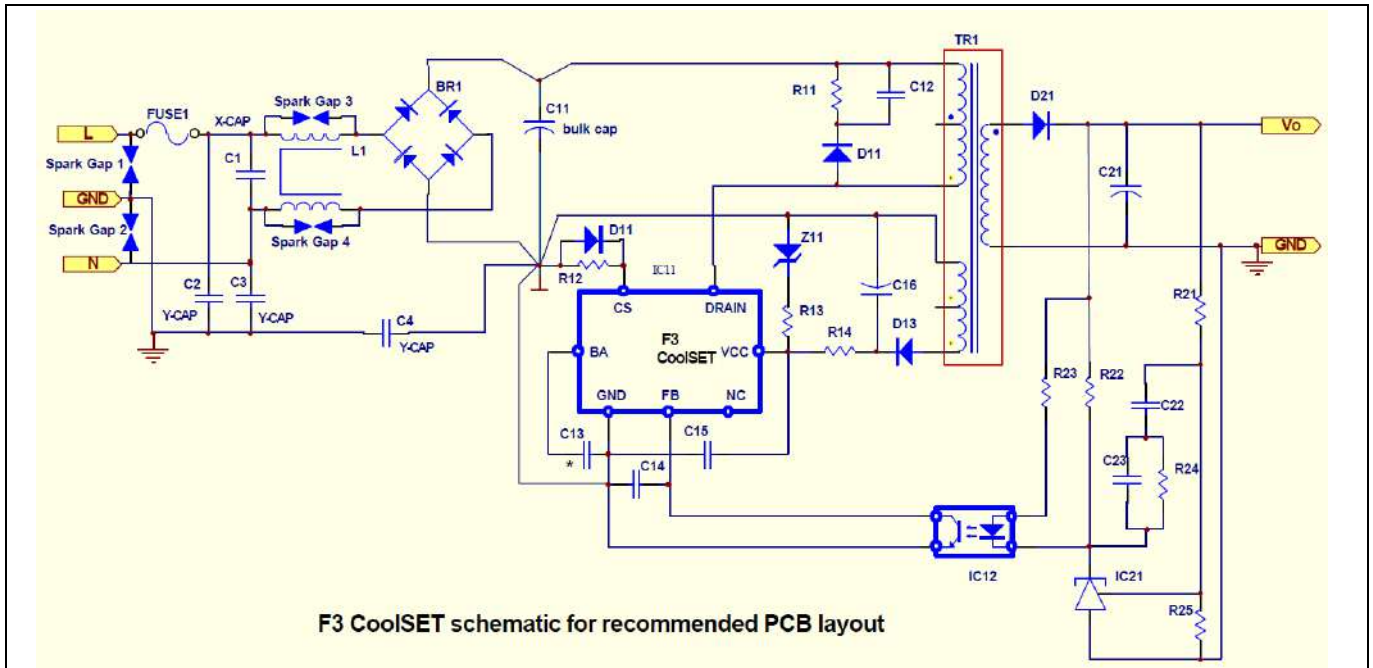 TR1
BR1
R11
C12
D21
FUSE1
Spark Gap 3
X-CAP
C11
bulk cap
L
Vo
Spark Gap 1
C1
L1
D11
C21
GND
Spark Gap 2
Spark Gap 4
N
D11
Z11
GND
R12
IC11
C2
C3
C16
R21
CS
DRAIN
Y-CAP
Y-CAP
C4
R13
F3
CoolSET
R14
D13
Y-CAP
BA
VCC
R23
R22
GND
FB
NC
C22
C13
C15
*
C14
C23
R24
IC12
IC21
R25
F3 CoolSET schematic for recommended PCB layout